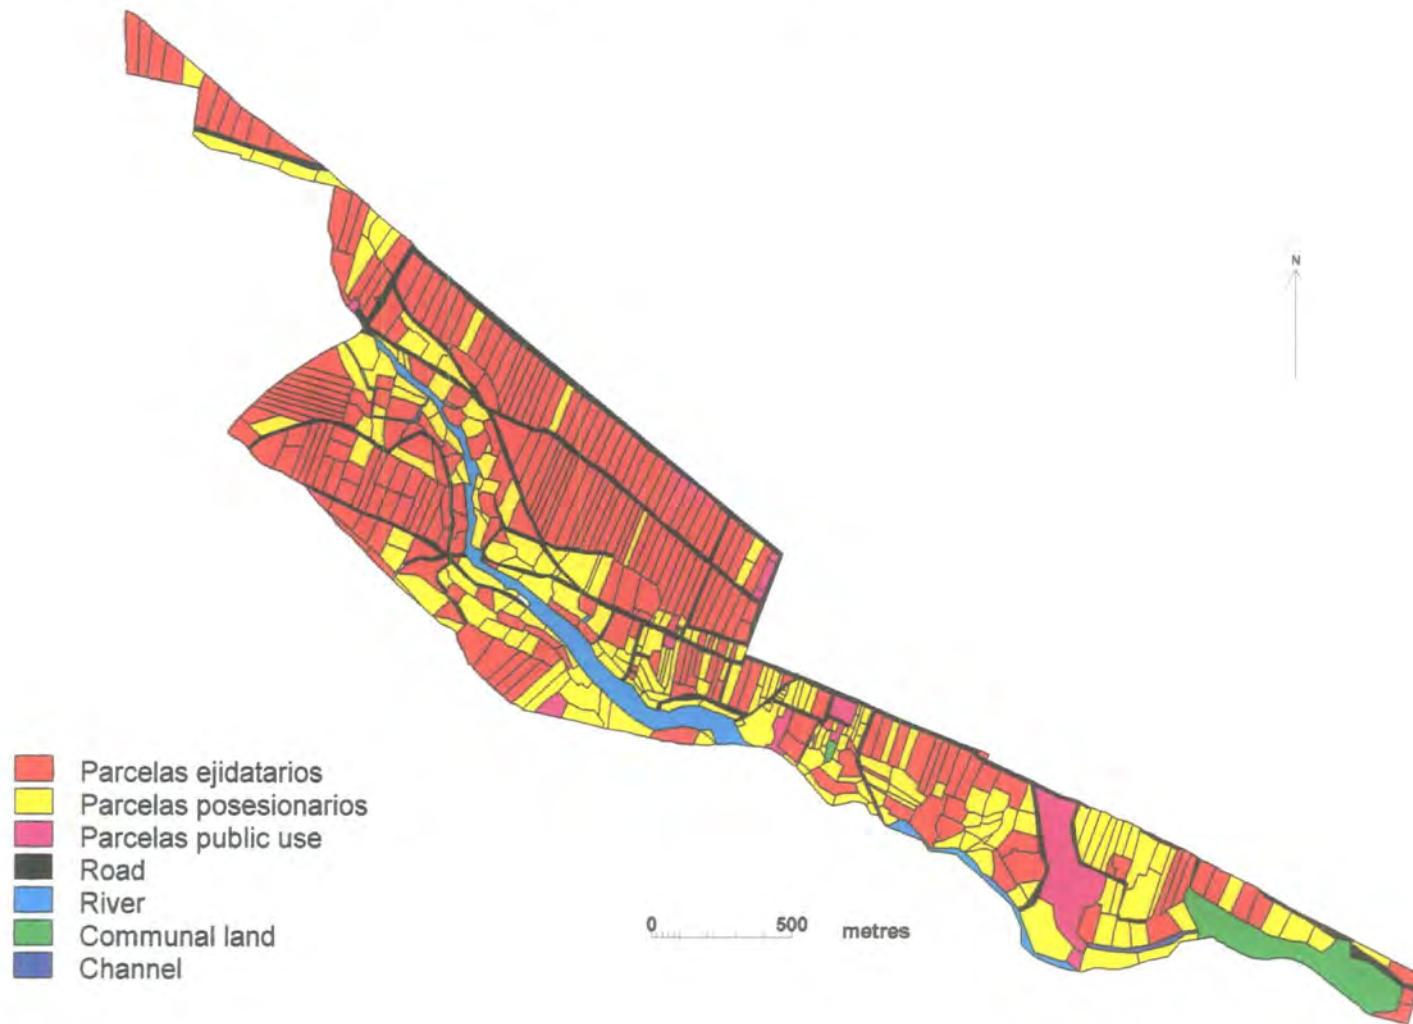 N
Parcelas ejidatarios
Parcelas posesionarios
Parcelas public use
Road
River
Communal land
Channel
0 500 metres